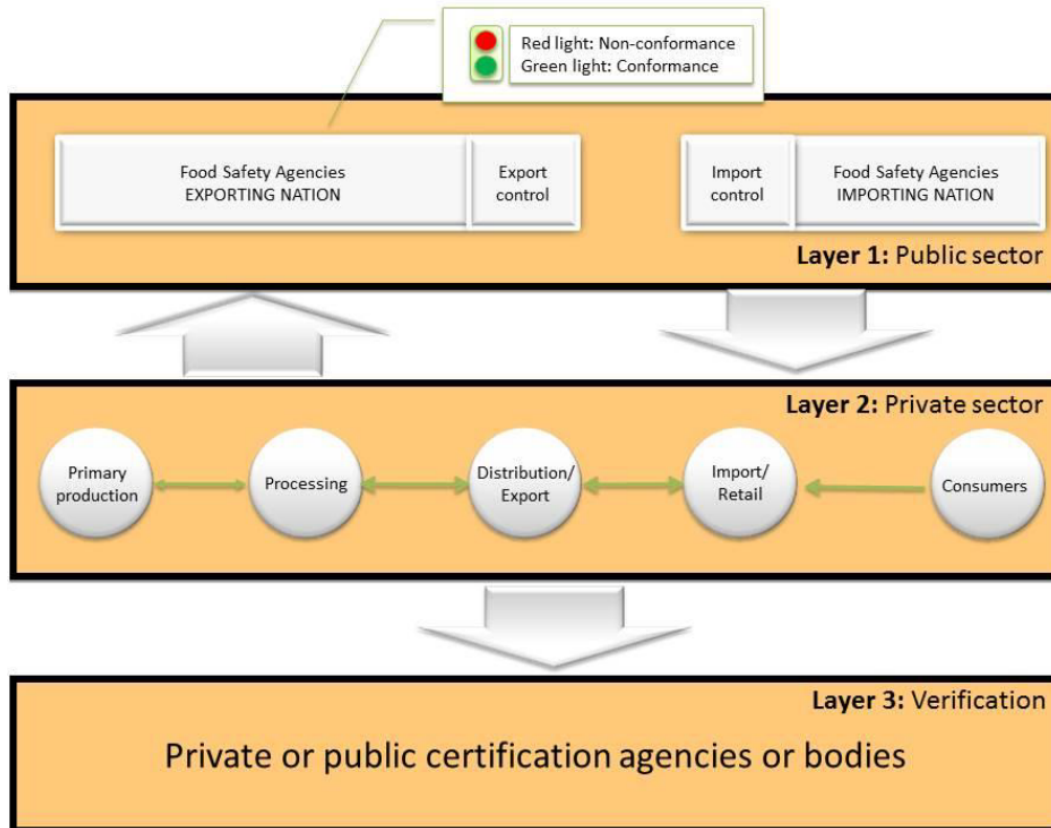 Red light: Non-conformance
Green light: Conformance
Food Safety Agencies
EXPORTING NATION
Export
control
Import
control
Food Safety Agencies
IMPORTING NATION
Layer 1: Public sector
Layer 2: Private sector
Primary
production
Processing
Distribution/
Export
Import/
Retail
Consumers
Layer 3: Verification
Private or public certification agencies or bodies